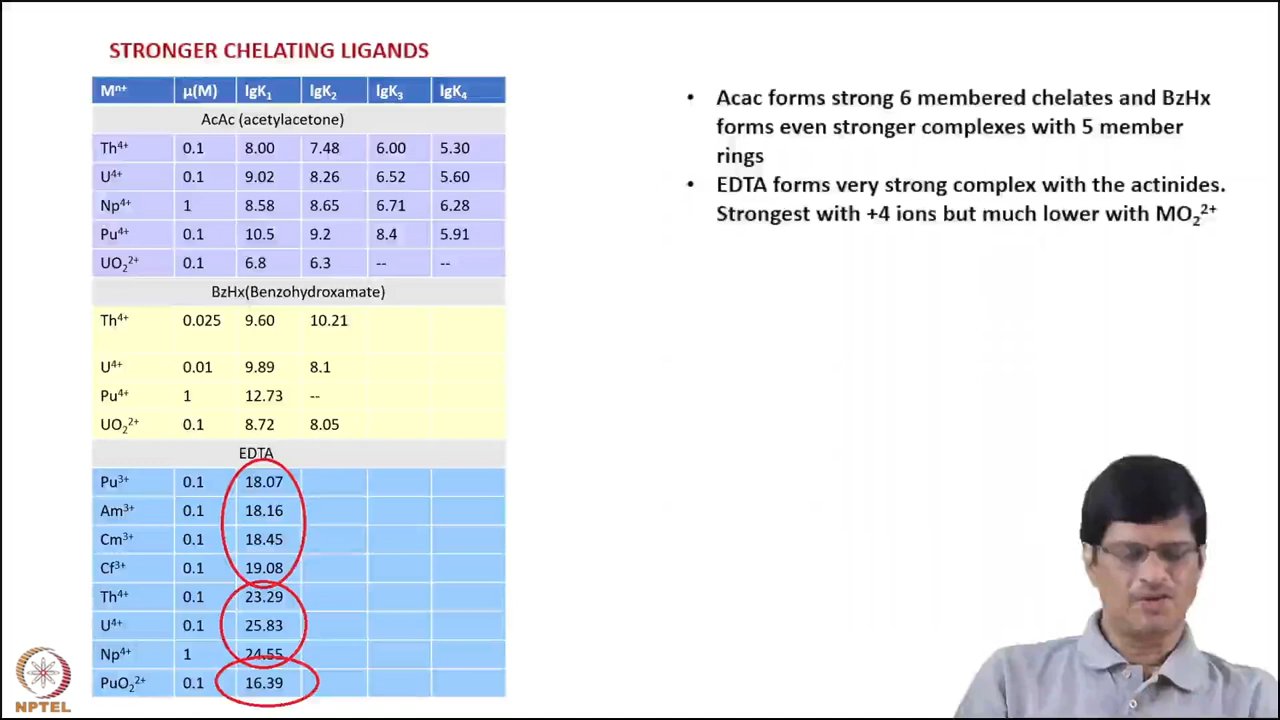 STRONGER CHELATING LIGANDS
Mⁿ⁺ μ(M) lgK₁ lgK₂ lgK₃ lgK₄
AcAc (acetylacetone)
Th⁴⁺ 0.1 8.00 7.48 6.00 5.30
U⁴⁺ 0.1 9.02 8.26 6.52 5.60
Np⁴⁺ 1 8.58 8.65 6.71 6.28
Pu⁴⁺ 0.1 10.5 9.2 8.4 5.91
UO₂²⁺ 0.1 6.8 6.3 -- --
BzHx(Benzohydroxamate)
Th⁴⁺ 0.025 9.60 10.21
U⁴⁺ 0.01 9.89 8.1
Pu⁴⁺ 1 12.73 --
UO₂²⁺ 0.1 8.72 8.05
EDTA
Pu³⁺ 0.1 18.07
Am³⁺ 0.1 18.16
Cm³⁺ 0.1 18.45
Cf³⁺ 0.1 19.08
Th⁴⁺ 0.1 23.29
U⁴⁺ 0.1 25.83
Np⁴⁺ 1 24.55
PuO₂²⁺ 0.1 16.39
• Acac forms strong 6 membered chelates and BzHx
forms even stronger complexes with 5 member
rings
• EDTA forms very strong complex with the actinides.
Strongest with +4 ions but much lower with MO₂²⁺
NPTEL